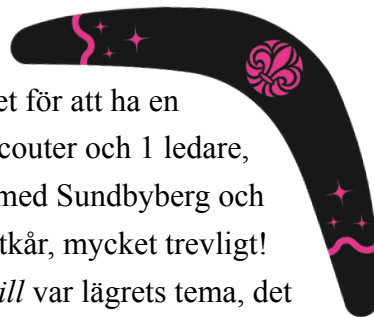 et för att ha en
couter och 1 ledare,
med Sundbyberg och
tkår, mycket trevligt!
ill var lägrets tema, det